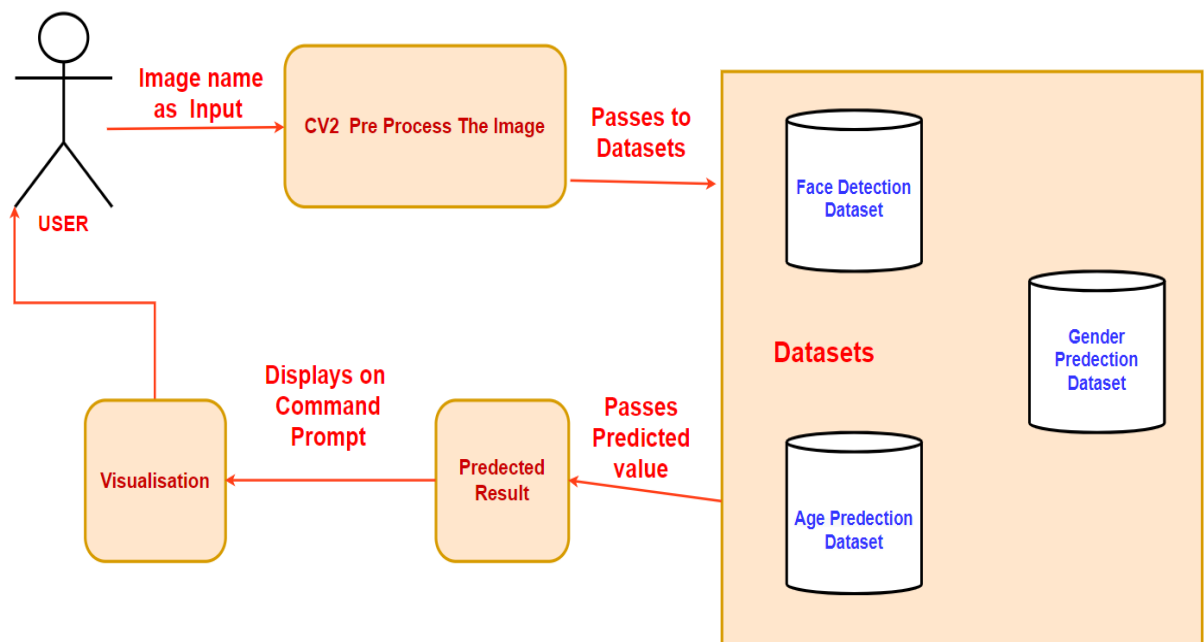 Image name
as Input
CV2 Pre Process The Image
Passes to
Datasets
USER
Face Detection
Dataset
Gender
Predection
Dataset
Datasets
Age Predection
Dataset
Passes
Predicted
value
Predected
Result
Displays on
Command
Prompt
Visualisation